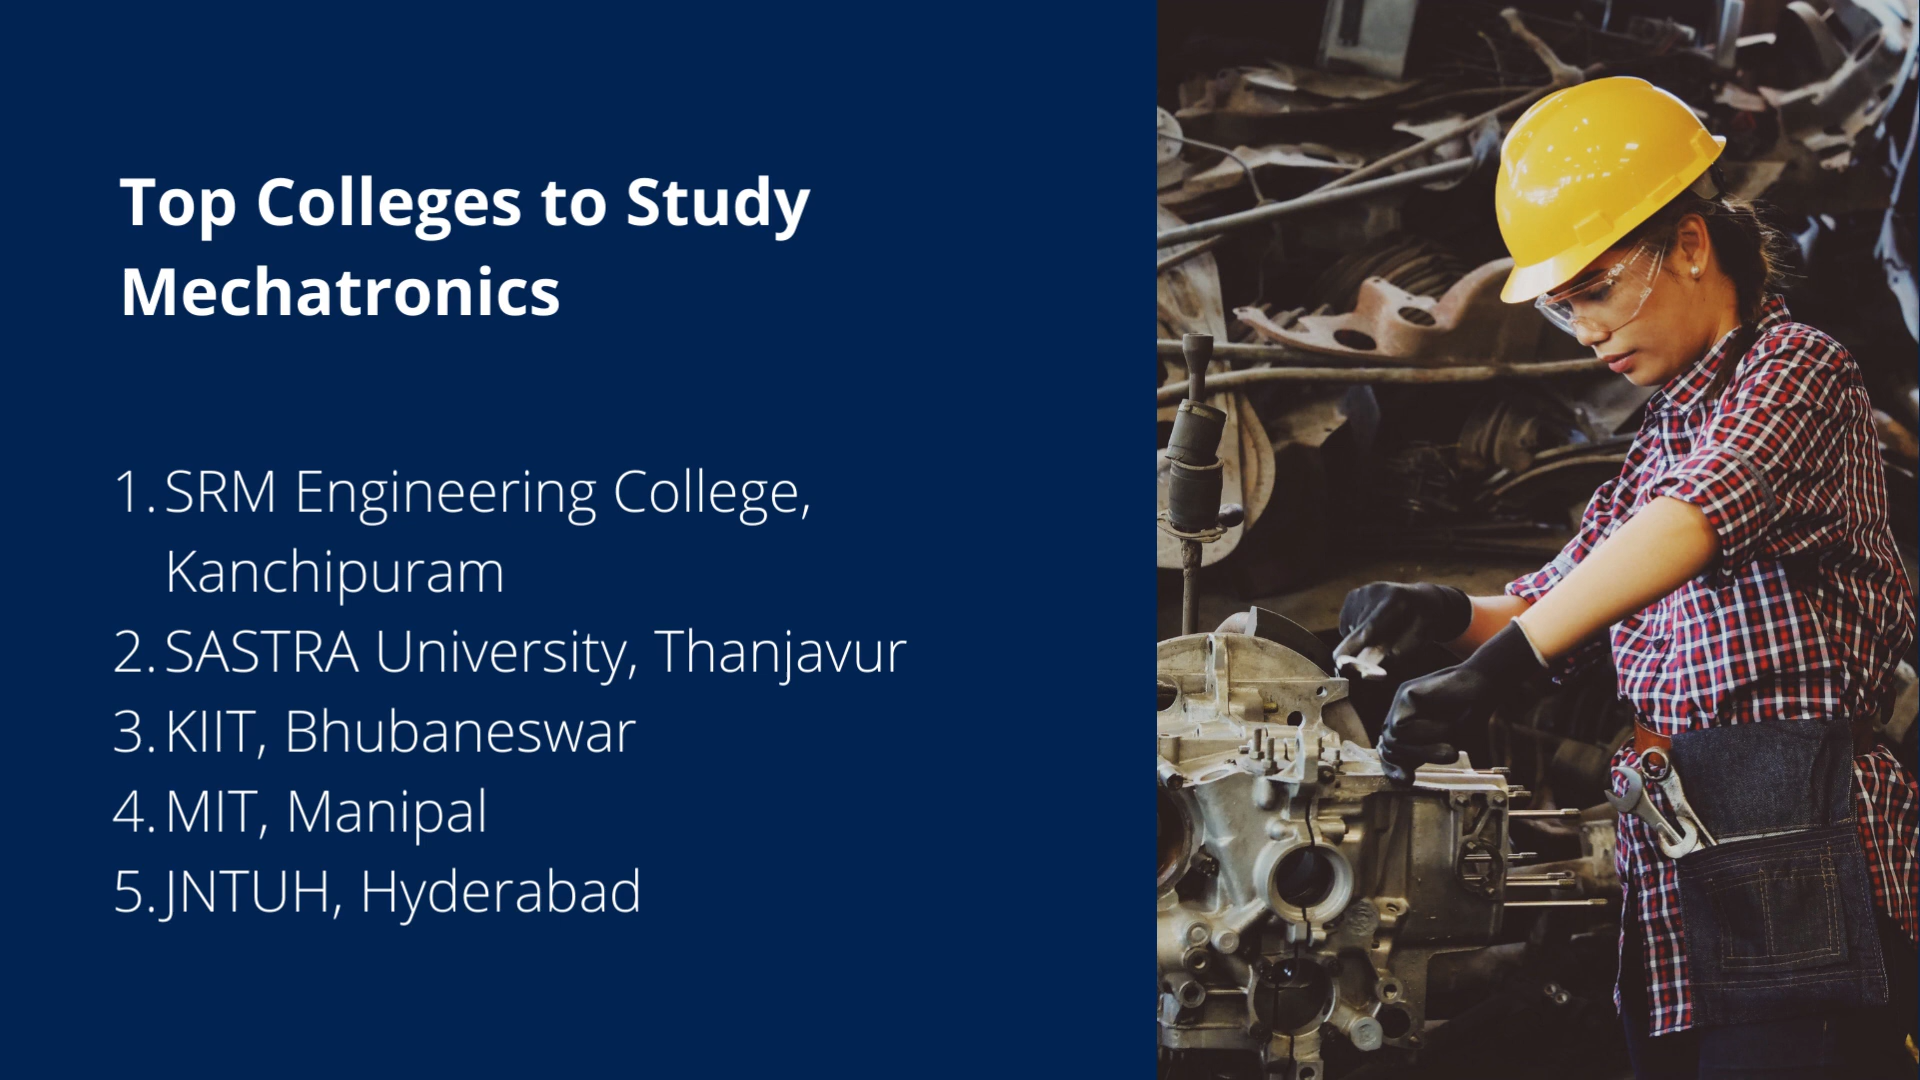 Top Colleges to Study
Mechatronics
1. SRM Engineering College,
Kanchipuram
2. SASTRA University, Thanjavur
3. KIIT, Bhubaneswar
4. MIT, Manipal
5. JNTUH, Hyderabad